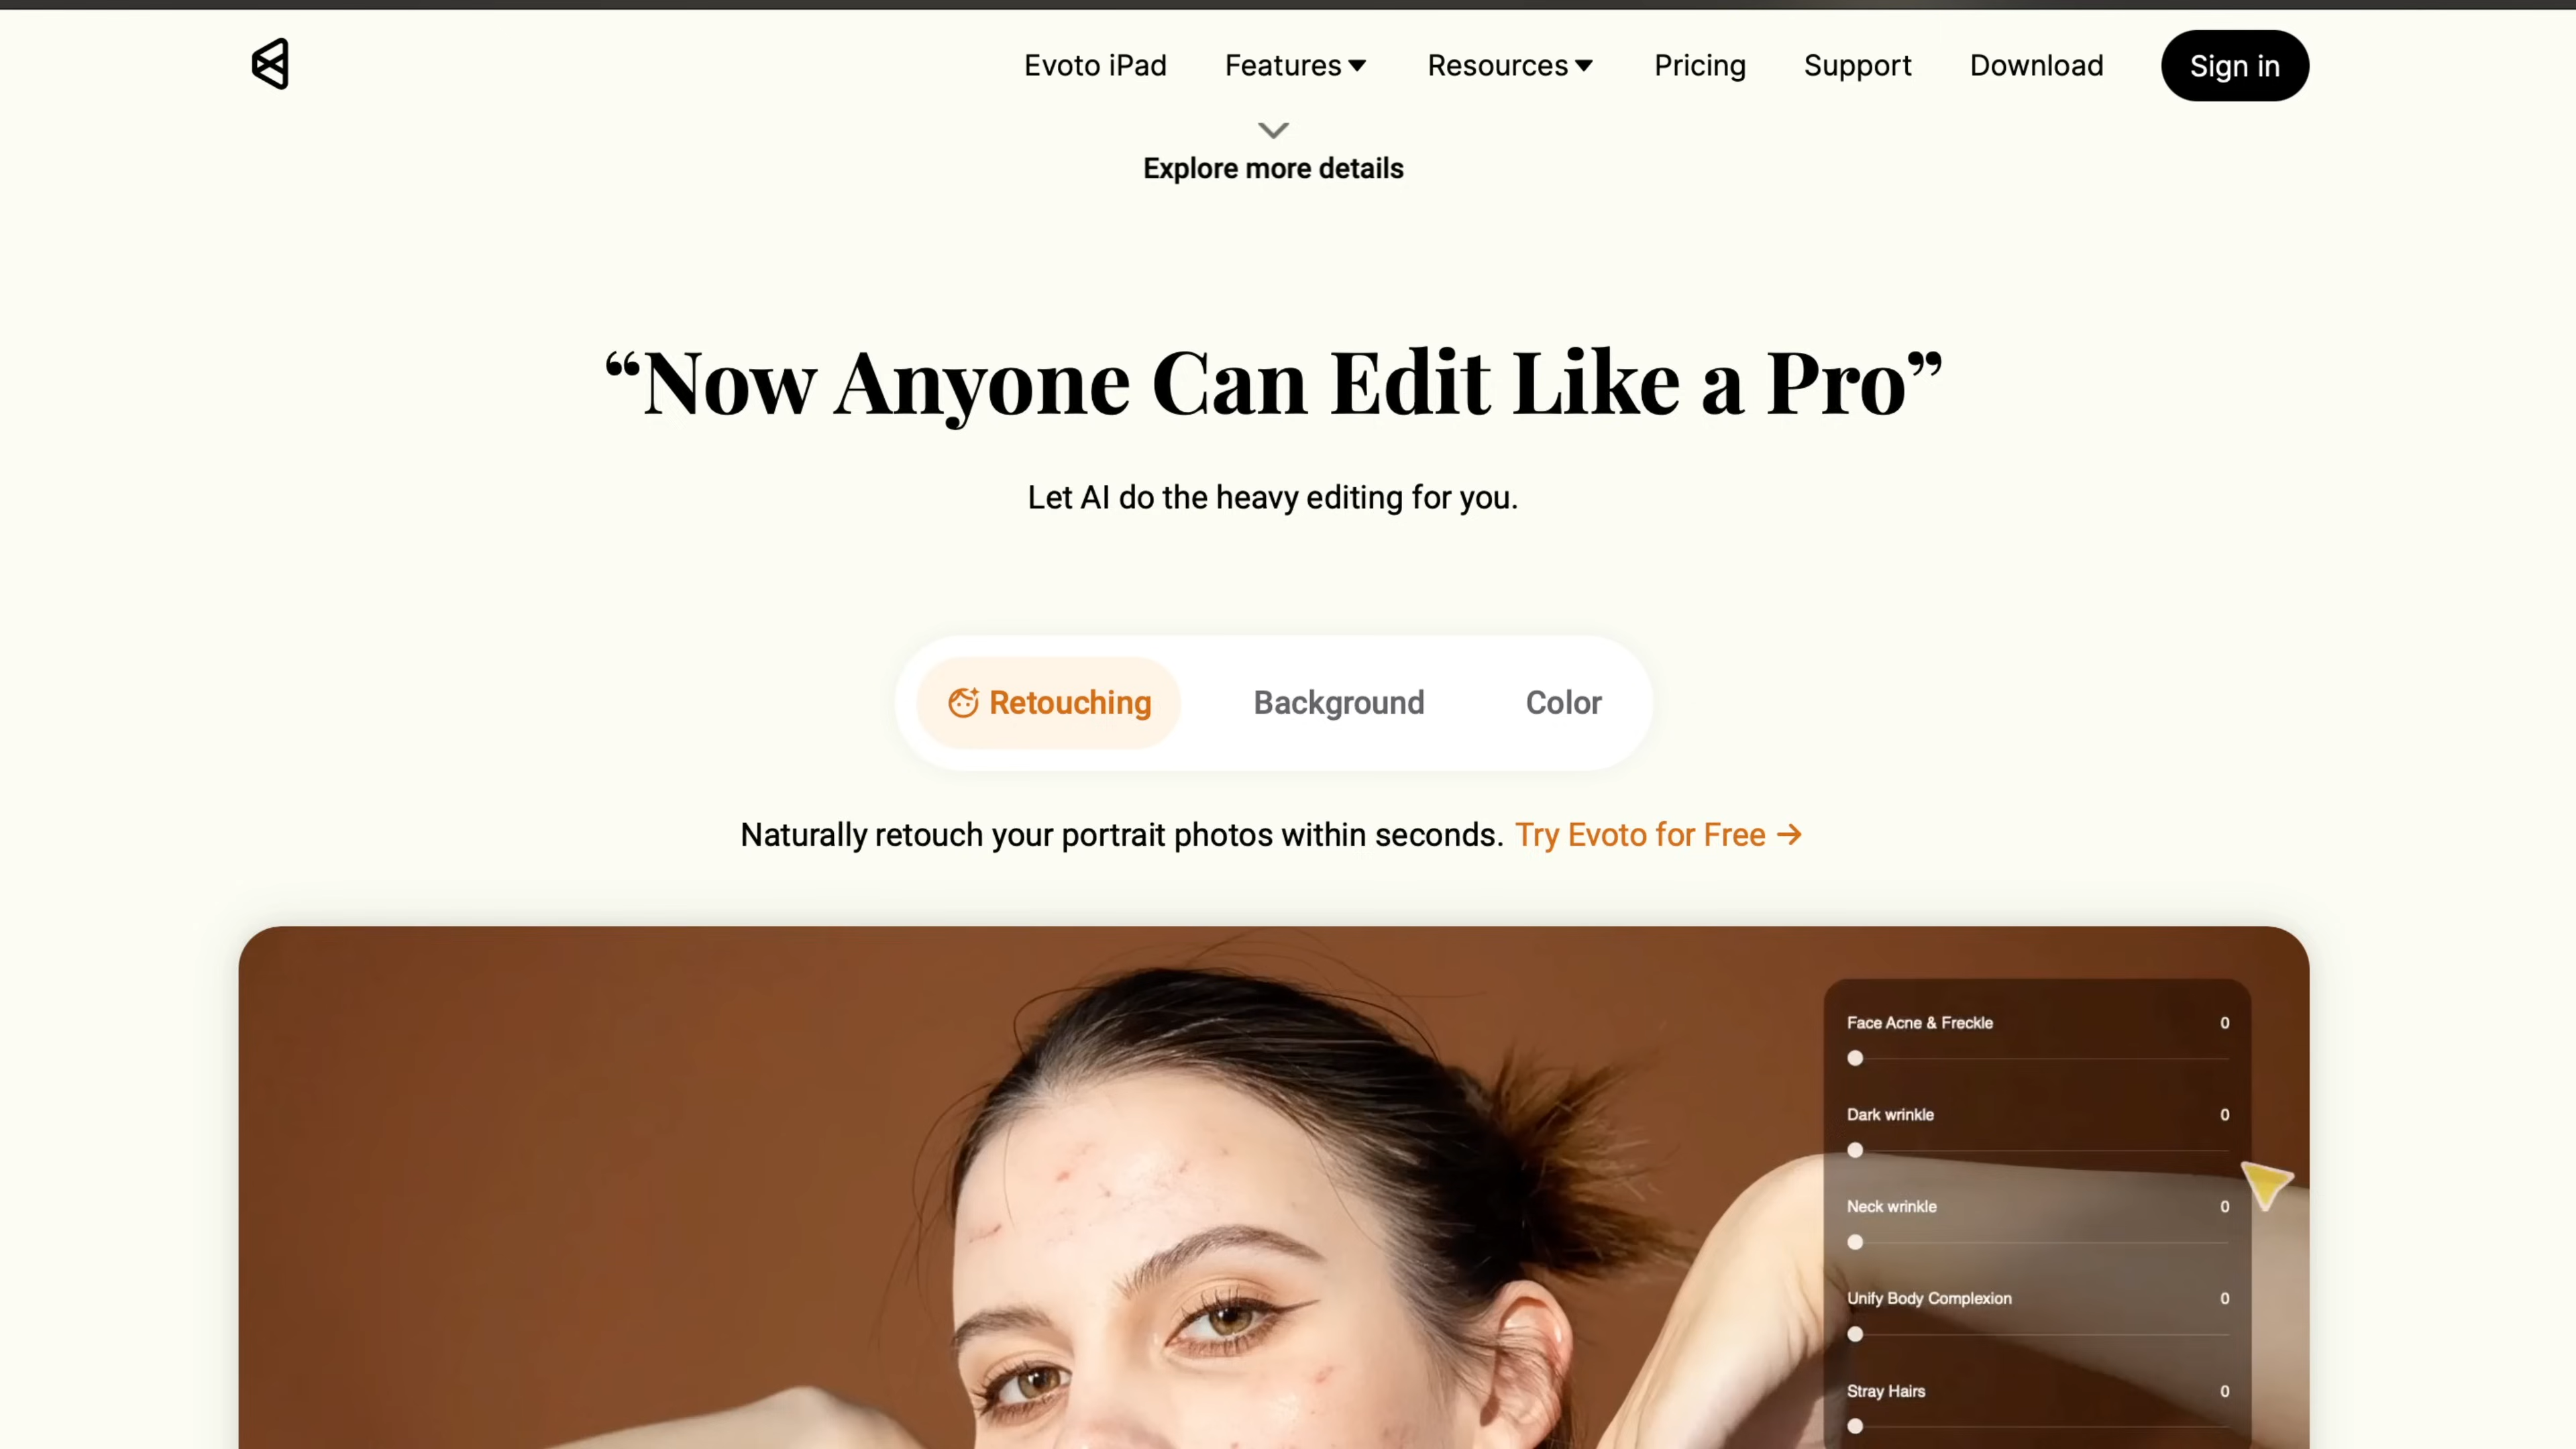 Evoto iPad Features Resources Pricing Support Download Sign in
Explore more details
“Now Anyone Can Edit Like a Pro”
Let AI do the heavy editing for you.
Retouching Background Color
Naturally retouch your portrait photos within seconds. Try Evoto for Free →
Face Acne & Freckle 0
Dark wrinkle 0
Neck wrinkle 0
Unify Body Complexion 0
Stray Hairs 0